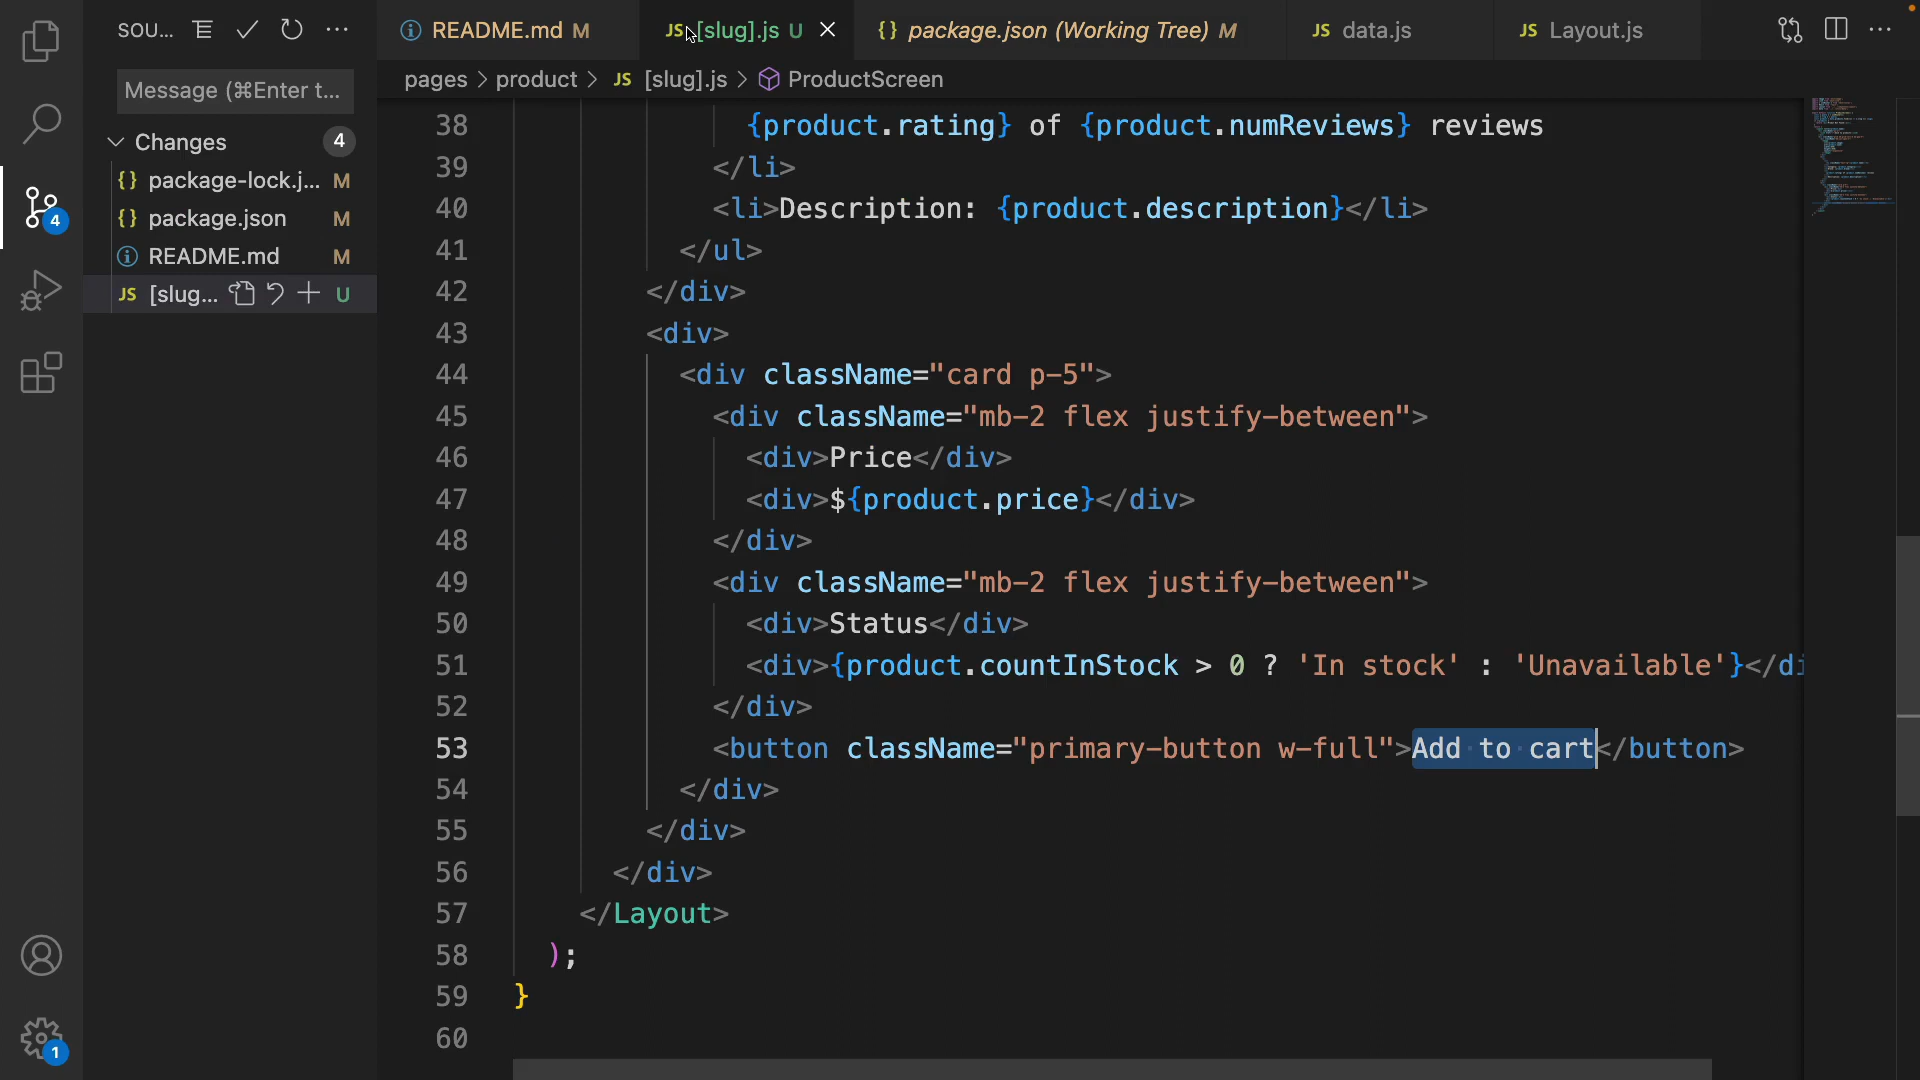 SOU...
README.md M
JS [slug].js U
{} package.json (Working Tree) M
JS data.js
JS Layout.js
Message (⌘Enter t...
pages > product > JS [slug].js > ProductScreen
Changes 4
{} package-lock.j... M
{} package.json M
README.md M
JS [slug... U
4
1
38 {product.rating} of {product.numReviews} reviews
39 </li>
40 <li>Description: {product.description}</li>
41 </ul>
42 </div>
43 <div>
44 <div className="card p-5">
45 <div className="mb-2 flex justify-between">
46 <div>Price</div>
47 <div>${product.price}</div>
48 </div>
49 <div className="mb-2 flex justify-between">
50 <div>Status</div>
51 <div>{product.countInStock > 0 ? 'In stock' : 'Unavailable'}</di
52 </div>
53 <button className="primary-button w-full">Add to cart</button>
54 </div>
55 </div>
56 </div>
57 </Layout>
58 );
59 }
60